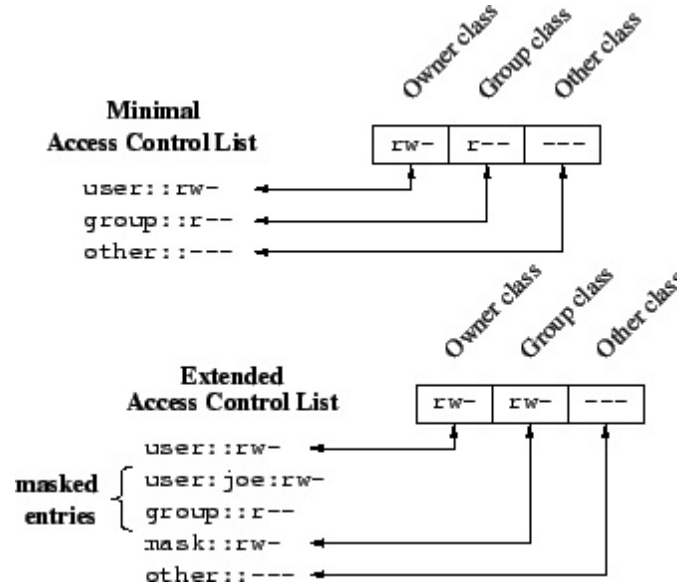 Owner class
Group class
Other class
Minimal
Access Control List
rw- r-- ---
user::rw-
group::r--
other::---
Owner class
Group class
Other class
Extended
Access Control List
rw- rw- ---
user::rw-
user:joe:rw-
masked
entries
group::r--
mask::rw-
other::---